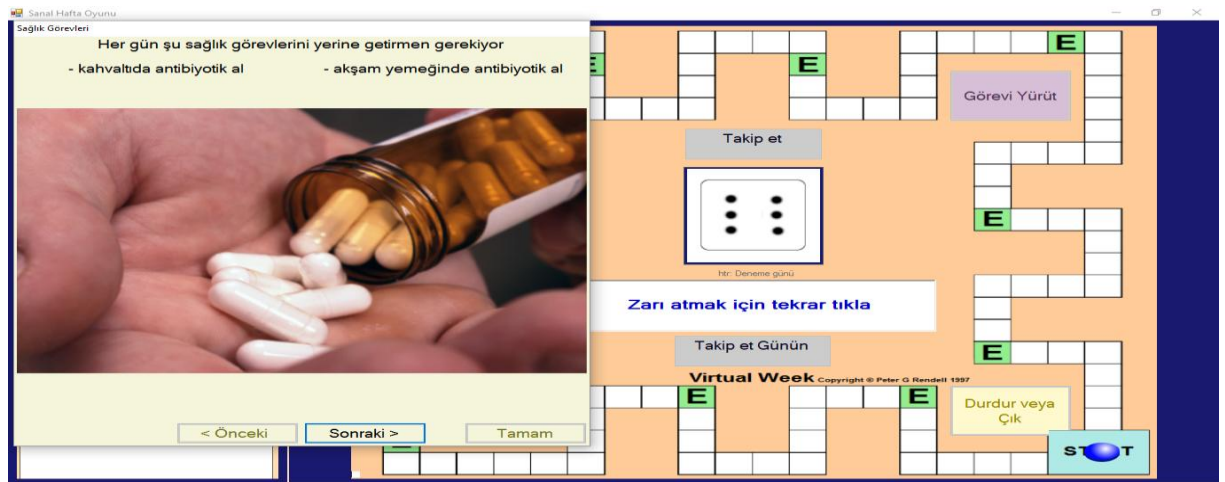 Sanal Hafta Oyunu
Sağlık Görevleri
Her gün şu sağlık görevlerini yerine getirmen gerekiyor
- kahvaltıda antibiyotik al - akşam yemeğinde antibiyotik al
< Önceki
Sonraki >
Tamam
E
E
E
Görevi Yürüt
Takip et
E
htr: Deneme günü
Zarı atmak için tekrar tıkla
Takip et Günün
E
Virtual Week Copyright © Peter G Rendell 1997
E
E
Durdur veya
Çık